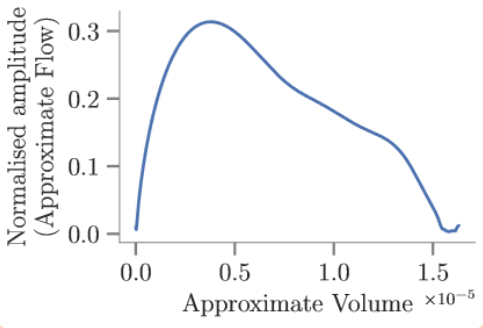 Normalised amplitude
(Approximate Flow)
0.3
0.2
0.1
0.0
0.0 0.5 1.0 1.5
Approximate Volume ×10⁻⁵